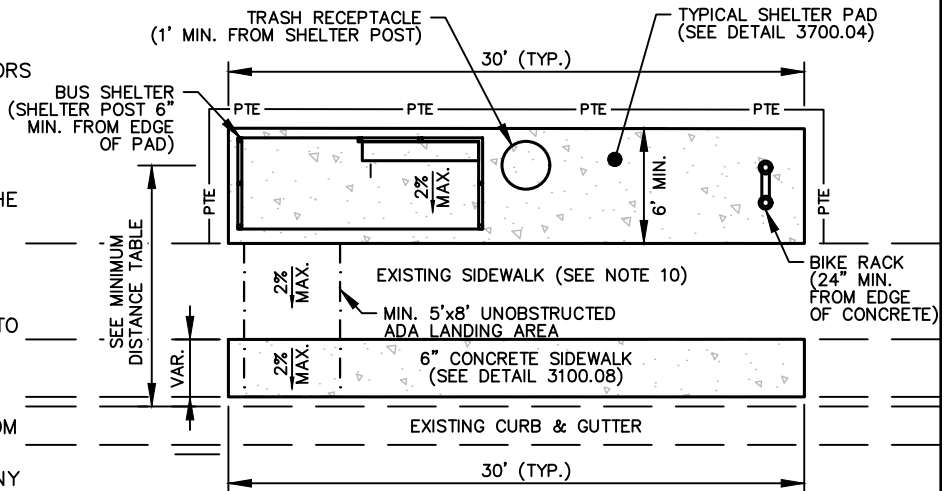 TRASH RECEPTACLE
(1' MIN. FROM SHELTER POST)
TYPICAL SHELTER PAD
(SEE DETAIL 3700.04)
30' (TYP.)
ORS
BUS SHELTER
(SHELTER POST 6"
MIN. FROM EDGE
OF PAD)
PTE
PTE
PTE
PTE
2%
MAX.
6' MIN.
HE
PTE
PTE
SEE MINIMUM
DISTANCE TABLE
EXISTING SIDEWALK (SEE NOTE 10)
2%
MAX.
BIKE RACK
(24" MIN.
FROM EDGE
OF CONCRETE)
MIN. 5'x8' UNOBSTRUCTED
ADA LANDING AREA
TO
VAR.
2%
MAX.
6" CONCRETE SIDEWALK
(SEE DETAIL 3100.08)
OM
EXISTING CURB & GUTTER
30' (TYP.)
NY